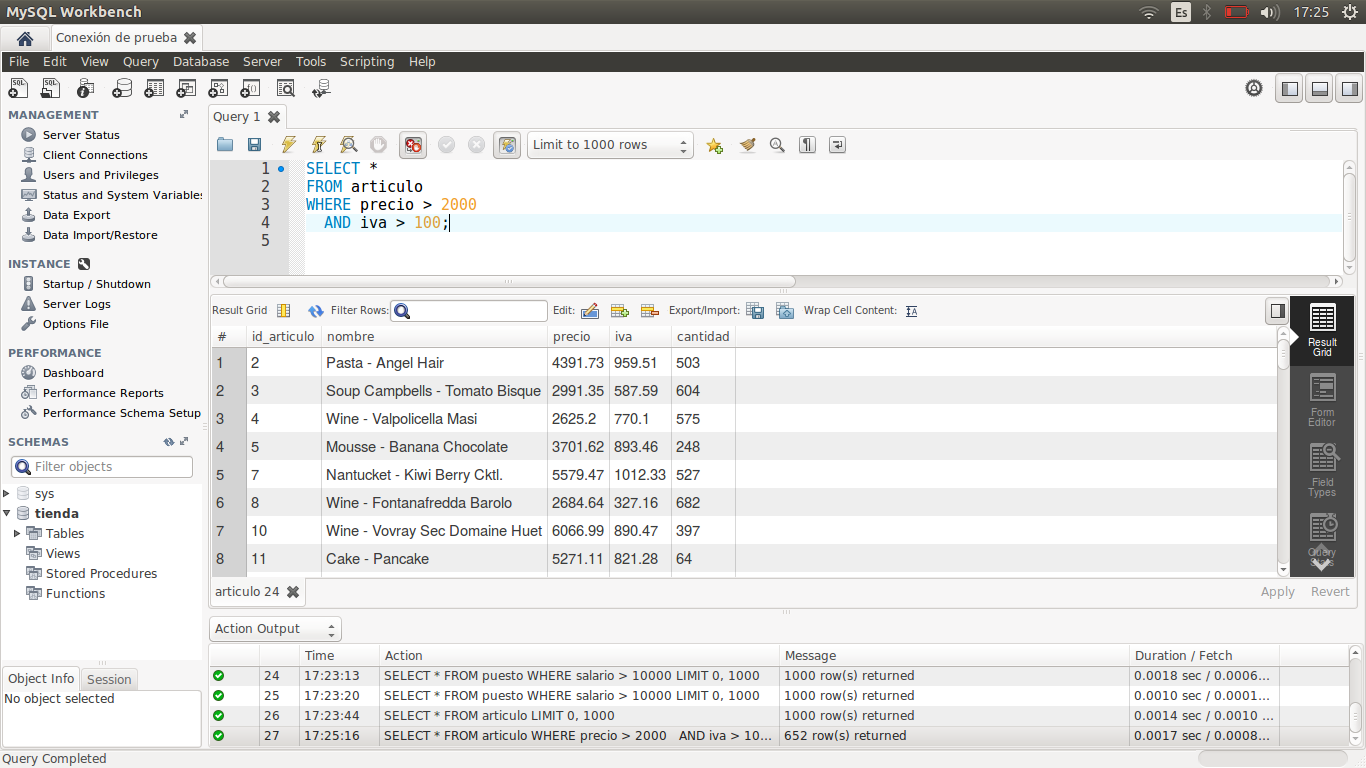 MySQL Workbench
Es
17:25
Conexión de prueba
File Edit View Query Database Server Tools Scripting Help
MANAGEMENT
Server Status
Client Connections
Users and Privileges
Status and System Variables
Data Export
Data Import/Restore
INSTANCE
Startup / Shutdown
Server Logs
Options File
PERFORMANCE
Dashboard
Performance Reports
Performance Schema Setup
SCHEMAS
Filter objects
sys
tienda
Tables
Views
Stored Procedures
Functions
Object Info Session
No object selected
Query 1
Limit to 1000 rows
1 SELECT *
2 FROM articulo
3 WHERE precio > 2000
4 AND iva > 100;
5
Result Grid Filter Rows: Edit: Export/Import: Wrap Cell Content:
# id_articulo nombre precio iva cantidad
1 2 Pasta - Angel Hair 4391.73 959.51 503
2 3 Soup Campbells - Tomato Bisque 2991.35 587.59 604
3 4 Wine - Valpolicella Masi 2625.2 770.1 575
4 5 Mousse - Banana Chocolate 3701.62 893.46 248
5 7 Nantucket - Kiwi Berry Cktl. 5579.47 1012.33 527
6 8 Wine - Fontanafredda Barolo 2684.64 327.16 682
7 10 Wine - Vovray Sec Domaine Huet 6066.99 890.47 397
8 11 Cake - Pancake 5271.11 821.28 64
Result
Grid
Form
Editor
Field
Types
Query
Stats
articulo 24
Apply Revert
Action Output
Time Action Message Duration / Fetch
24 17:23:13 SELECT * FROM puesto WHERE salario > 10000 LIMIT 0, 1000 1000 row(s) returned 0.0018 sec / 0.0006...
25 17:23:20 SELECT * FROM puesto WHERE salario > 10000 LIMIT 0, 1000 1000 row(s) returned 0.0010 sec / 0.0001...
26 17:23:44 SELECT * FROM articulo LIMIT 0, 1000 1000 row(s) returned 0.0014 sec / 0.0010 ...
27 17:25:16 SELECT * FROM articulo WHERE precio > 2000 AND iva > 10... 652 row(s) returned 0.0017 sec / 0.0008...
Query Completed